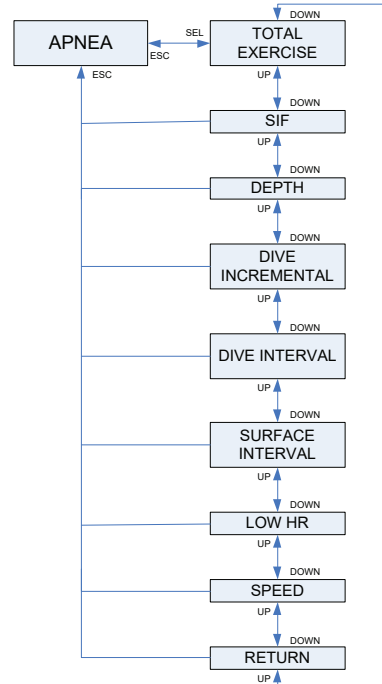 DOWN
APNEA
SEL
ESC
TOTAL
EXERCISE
ESC
UP
DOWN
SIF
UP
DOWN
DEPTH
UP
DOWN
DIVE
INCREMENTAL
UP
DOWN
DIVE INTERVAL
UP
DOWN
SURFACE
INTERVAL
UP
DOWN
LOW HR
UP
DOWN
SPEED
UP
DOWN
RETURN
UP